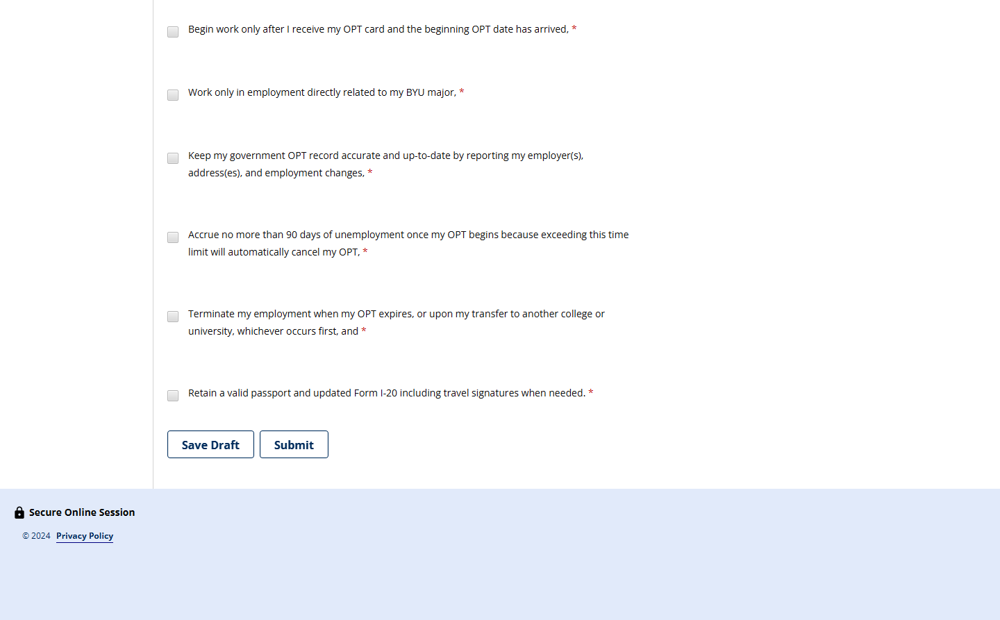 Begin work only after I receive my OPT card and the beginning OPT date has arrived, *
Work only in employment directly related to my BYU major, *
Keep my government OPT record accurate and up-to-date by reporting my employer(s),
address(es), and employment changes, *
Accrue no more than 90 days of unemployment once my OPT begins because exceeding this time
limit will automatically cancel my OPT, *
Terminate my employment when my OPT expires, or upon my transfer to another college or
university, whichever occurs first, and *
Retain a valid passport and updated Form I-20 including travel signatures when needed. *
Save Draft Submit
Secure Online Session
© 2024 Privacy Policy